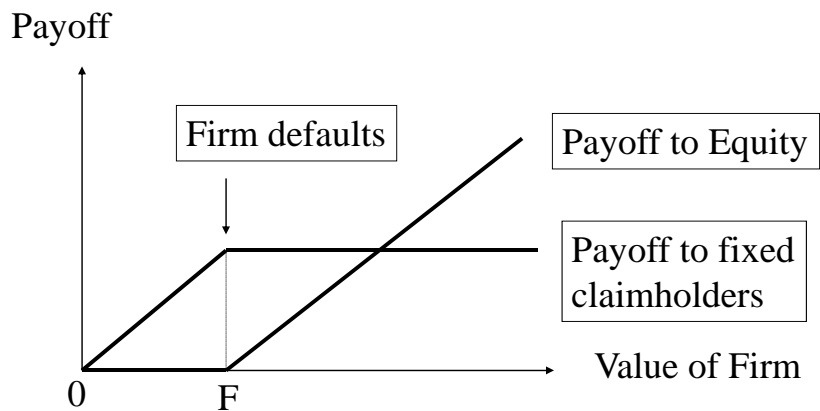 Payoff
Firm defaults
Payoff to Equity
Payoff to fixed
claimholders
Value of Firm
0
F